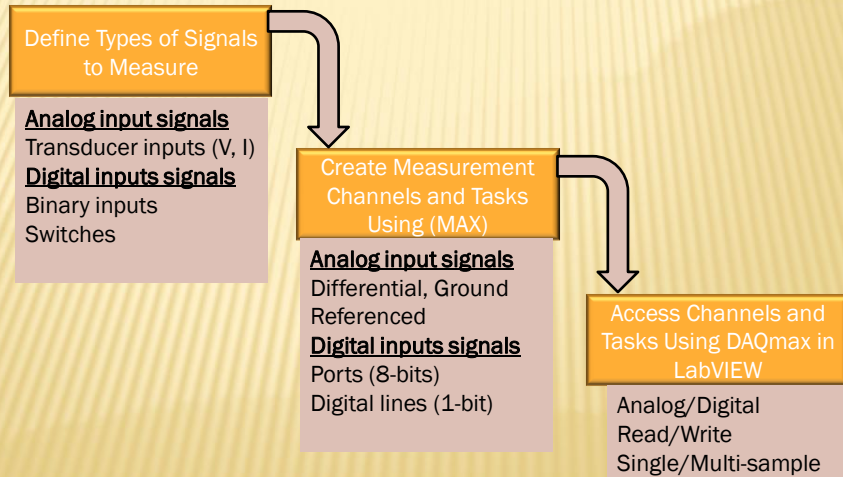 Define Types of Signals
to Measure
Analog input signals
Transducer inputs (V, I)
Digital inputs signals
Binary inputs
Switches
Create Measurement
Channels and Tasks
Using (MAX)
Analog input signals
Differential, Ground
Referenced
Digital inputs signals
Ports (8-bits)
Digital lines (1-bit)
Access Channels and
Tasks Using DAQmax in
LabVIEW
Analog/Digital
Read/Write
Single/Multi-sample